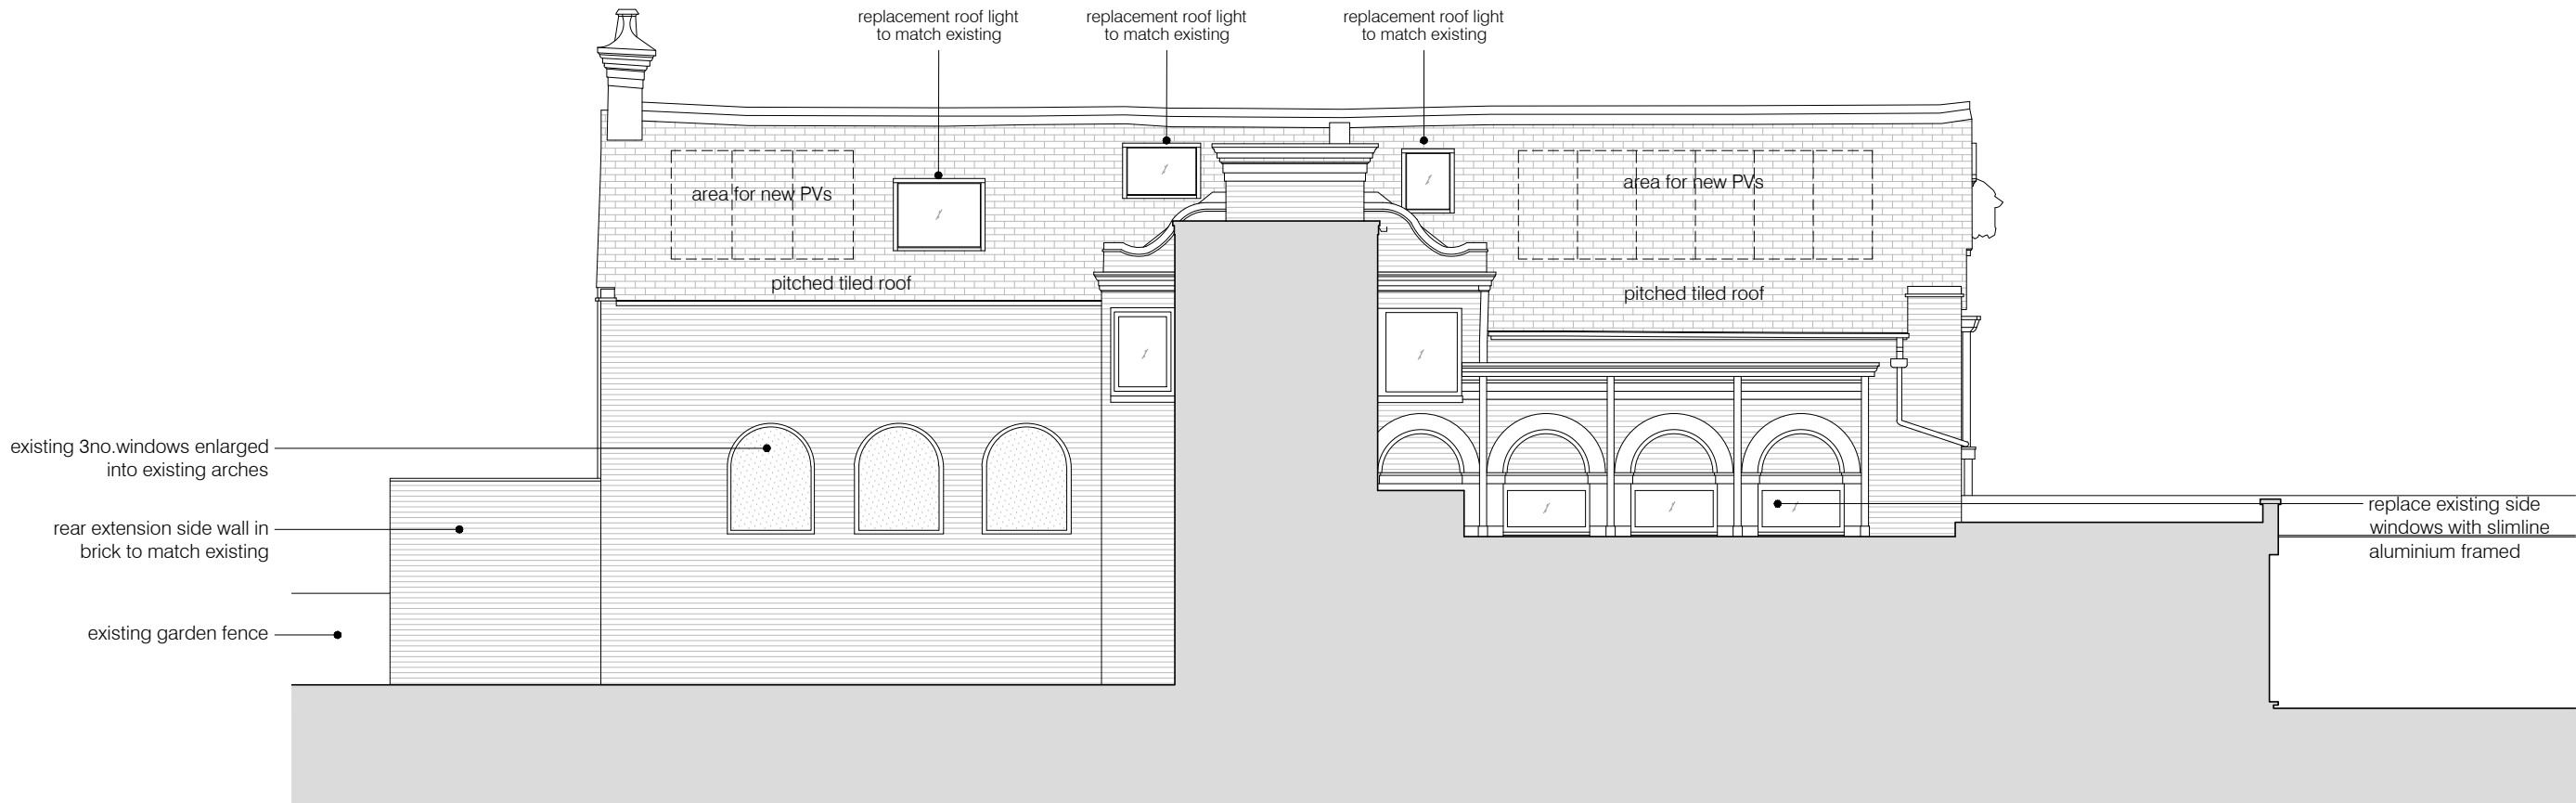 replacement roof light
to match existing
replacement roof light
to match existing
replacement roof light
to match existing
area for new PVs
area for new PVs
pitched tiled roof
pitched tiled roof
existing 3no.windows enlarged
into existing arches
rear extension side wall in
brick to match existing
existing garden fence
replace existing side
windows with slimline
aluminium framed